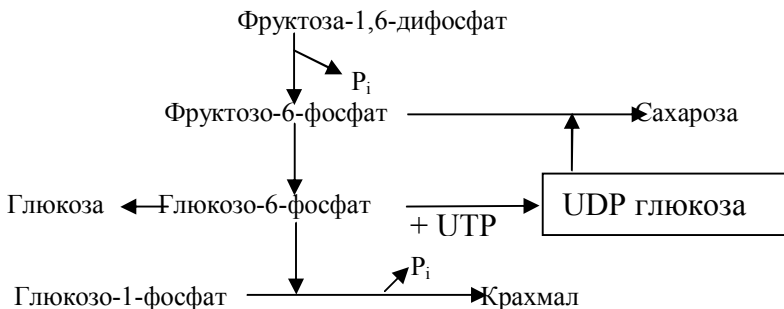 Фруктоза-1,6-дифосфат
Pi
Фруктозо-6-фосфат Сахароза
Глюкоза Глюкозо-6-фосфат UDP глюкоза
+ UTP
Pi
Глюкозо-1-фосфат Крахмал